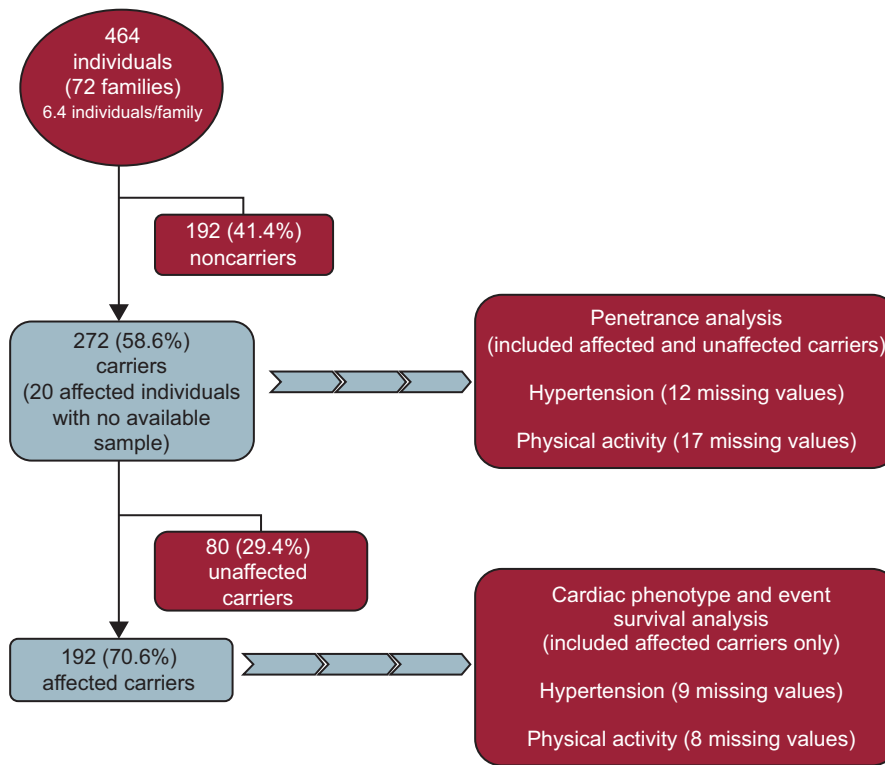 464
individuals
(72 families)
6.4 individuals/family
192 (41.4%)
noncarriers
272 (58.6%)
carriers
(20 affected individuals
with no available
sample)
Penetrance analysis
(included affected and unaffected carriers)
Hypertension (12 missing values)
Physical activity (17 missing values)
80 (29.4%)
unaffected
carriers
192 (70.6%)
affected carriers
Cardiac phenotype and event
survival analysis
(included affected carriers only)
Hypertension (9 missing values)
Physical activity (8 missing values)